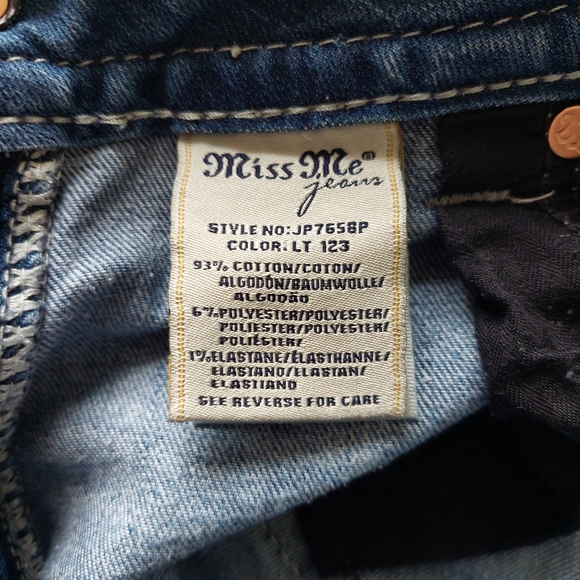 Miss Me®
jeans
STYLE NO:JP7658P
COLOR: LT 123
93% COTTON/COTON/
ALGODÓN/BAUMWOLLE/
ALGODÃO
6%POLYESTER/POLYESTER/
POLIESTER/POLYESTER/
POLIÉSTER/
1%ELASTANE/ÉLASTHANNE/
ELASTANO/ELASTAN/
ELASTIANO
SEE REVERSE FOR CARE